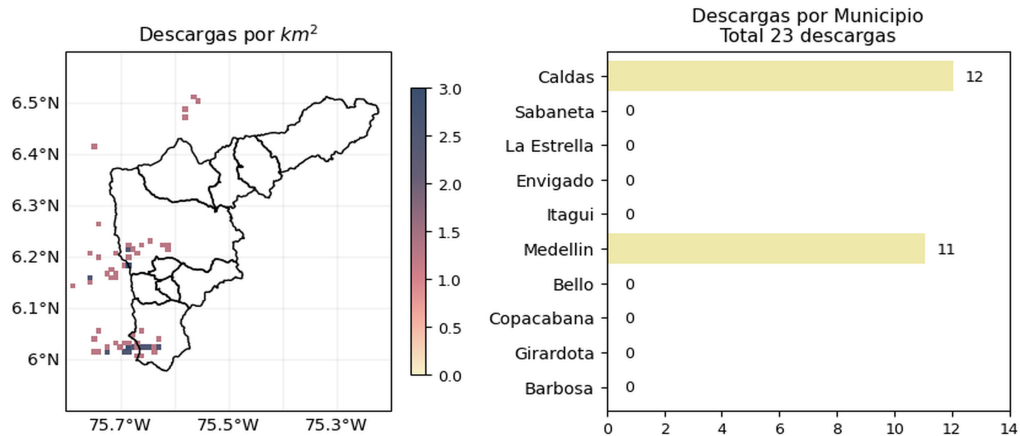 Descargas por km²
6.5°N
6.4°N
6.3°N
6.2°N
6.1°N
6°N
75.7°W 75.5°W 75.3°W
3.0
2.5
2.0
1.5
1.0
0.5
0.0
Descargas por Municipio
Total 23 descargas
Caldas 12
Sabaneta 0
La Estrella 0
Envigado 0
Itagui 0
Medellin 11
Bello 0
Copacabana 0
Girardota 0
Barbosa 0
0 2 4 6 8 10 12 14